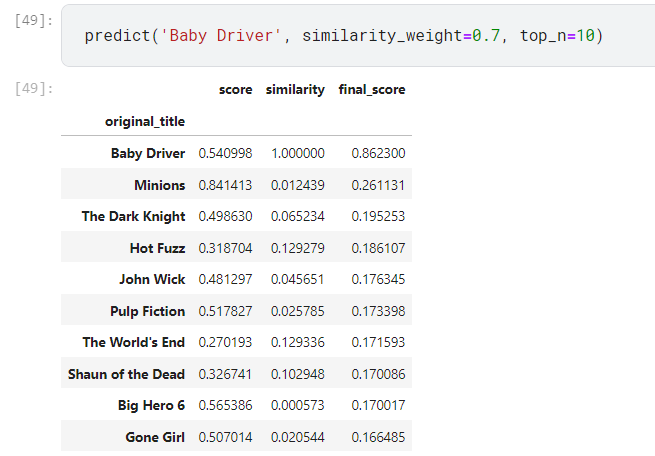 [49]:
predict('Baby Driver', similarity_weight=0.7, top_n=10)
[49]:
score similarity final_score
original_title
Baby Driver 0.540998 1.000000 0.862300
Minions 0.841413 0.012439 0.261131
The Dark Knight 0.498630 0.065234 0.195253
Hot Fuzz 0.318704 0.129279 0.186107
John Wick 0.481297 0.045651 0.176345
Pulp Fiction 0.517827 0.025785 0.173398
The World's End 0.270193 0.129336 0.171593
Shaun of the Dead 0.326741 0.102948 0.170086
Big Hero 6 0.565386 0.000573 0.170017
Gone Girl 0.507014 0.020544 0.166485